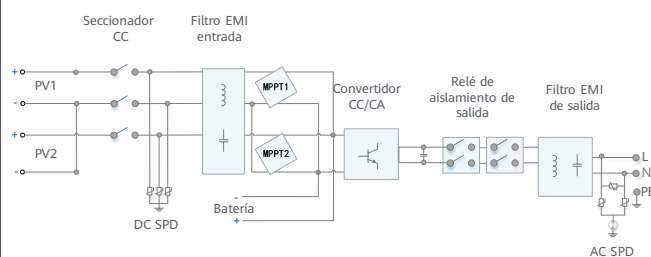 Seccionador
CC
Filtro EMI
entrada
+
PV1
-
+
PV2
-
MPPT1
MPPT2
Convertidor
CC/CA
Relé de
aislamiento de
salida
Filtro EMI
de salida
L
N
PE
-
Batería
+
DC SPD
AC SPD